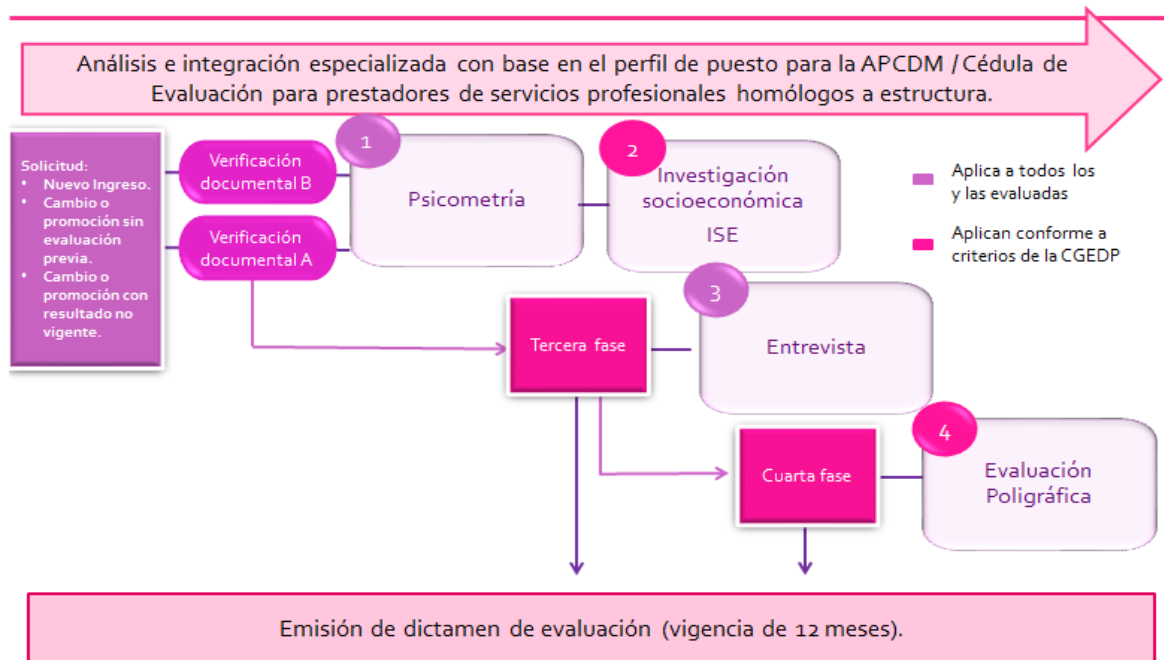 Análisis e integración especializada con base en el perfil de puesto para la APCDM / Cédula de
Evaluación para prestadores de servicios profesionales homólogos a estructura.
Solicitud:
• Nuevo Ingreso.
• Cambio o
promoción sin
evaluación
previa.
• Cambio o
promoción con
resultado no
vigente.
Verificación
documental B
Verificación
documental A
1
Psicometría
2
Investigación
socioeconómica
ISE
Aplica a todos los
y las evaluadas
Aplican conforme a
criterios de la CGEDP
Tercera fase
3
Entrevista
Cuarta fase
4
Evaluación
Poligráfica
Emisión de dictamen de evaluación (vigencia de 12 meses).